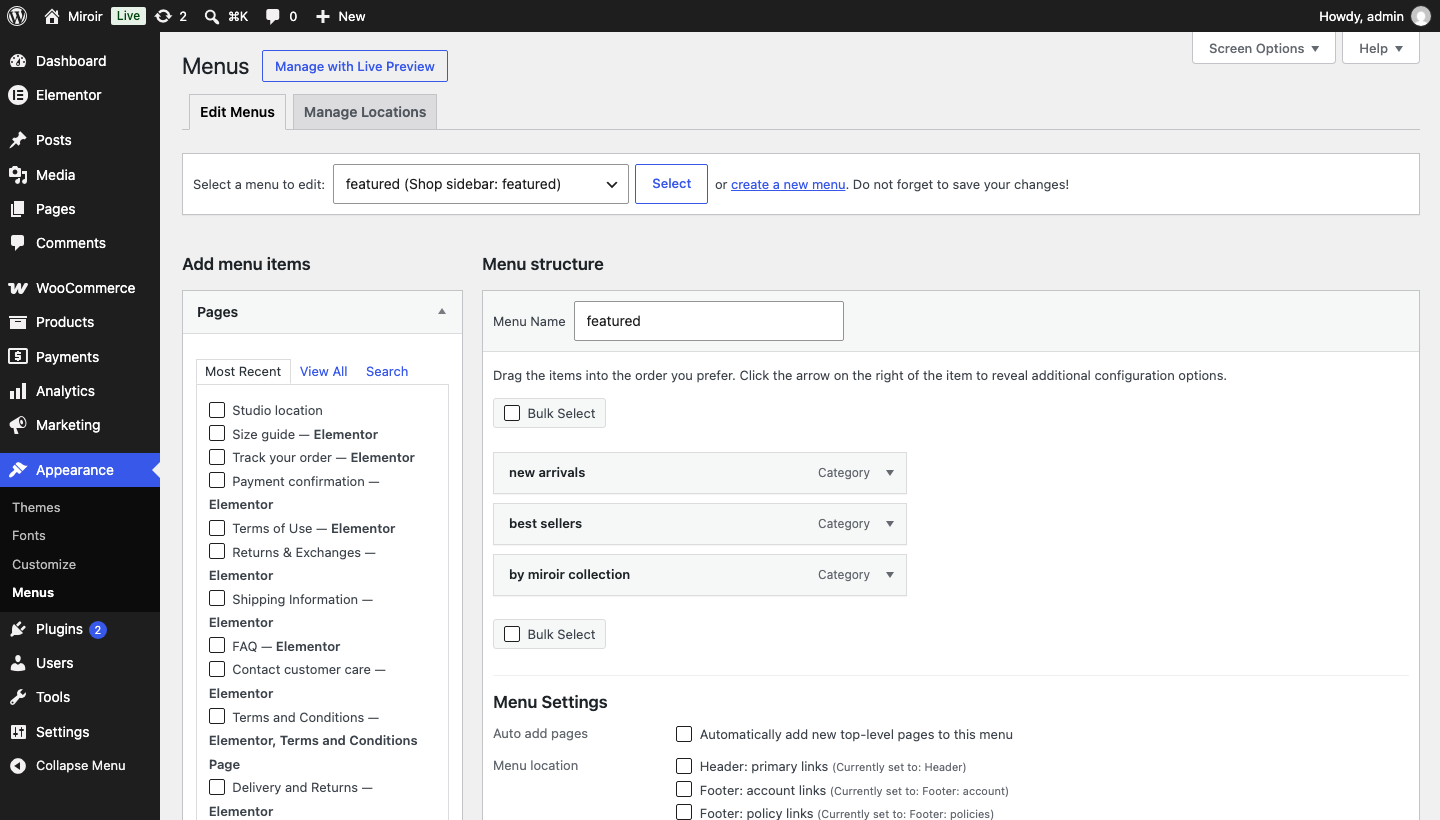 Miroir Live 2 ⌘K 0 New Howdy, admin
Screen Options Help
Dashboard
Elementor
Posts
Media
Pages
Comments
WooCommerce
Products
Payments
Analytics
Marketing
Appearance
Themes
Fonts
Customize
Menus
Plugins 2
Users
Tools
Settings
Collapse Menu
Menus Manage with Live Preview
Edit Menus Manage Locations
Select a menu to edit: featured (Shop sidebar: featured) Select or create a new menu. Do not forget to save your changes!
Add menu items
Pages
Most Recent View All Search
Studio location
Size guide — Elementor
Track your order — Elementor
Payment confirmation —
Elementor
Terms of Use — Elementor
Returns & Exchanges —
Elementor
Shipping Information —
Elementor
FAQ — Elementor
Contact customer care —
Elementor
Terms and Conditions —
Elementor, Terms and Conditions
Page
Delivery and Returns —
Elementor
Menu structure
Menu Name featured
Drag the items into the order you prefer. Click the arrow on the right of the item to reveal additional configuration options.
Bulk Select
new arrivals Category
best sellers Category
by miroir collection Category
Bulk Select
Menu Settings
Auto add pages Automatically add new top-level pages to this menu
Menu location Header: primary links (Currently set to: Header)
Footer: account links (Currently set to: Footer: account)
Footer: policy links (Currently set to: Footer: policies)